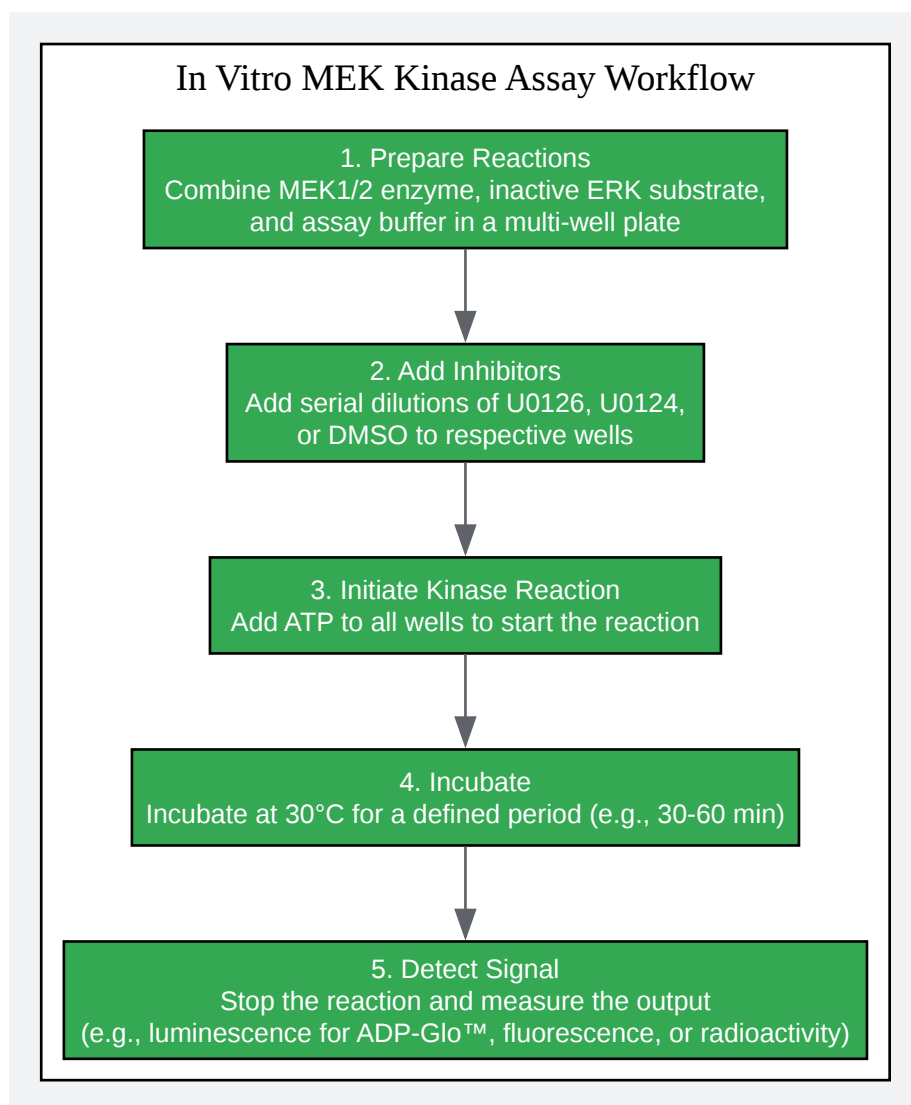 In Vitro MEK Kinase Assay Workflow
1. Prepare Reactions
Combine MEK1/2 enzyme, inactive ERK substrate,
and assay buffer in a multi-well plate
2. Add Inhibitors
Add serial dilutions of U0126, U0124,
or DMSO to respective wells
3. Initiate Kinase Reaction
Add ATP to all wells to start the reaction
4. Incubate
Incubate at 30°C for a defined period (e.g., 30-60 min)
5. Detect Signal
Stop the reaction and measure the output
(e.g., luminescence for ADP-Glo™, fluorescence, or radioactivity)